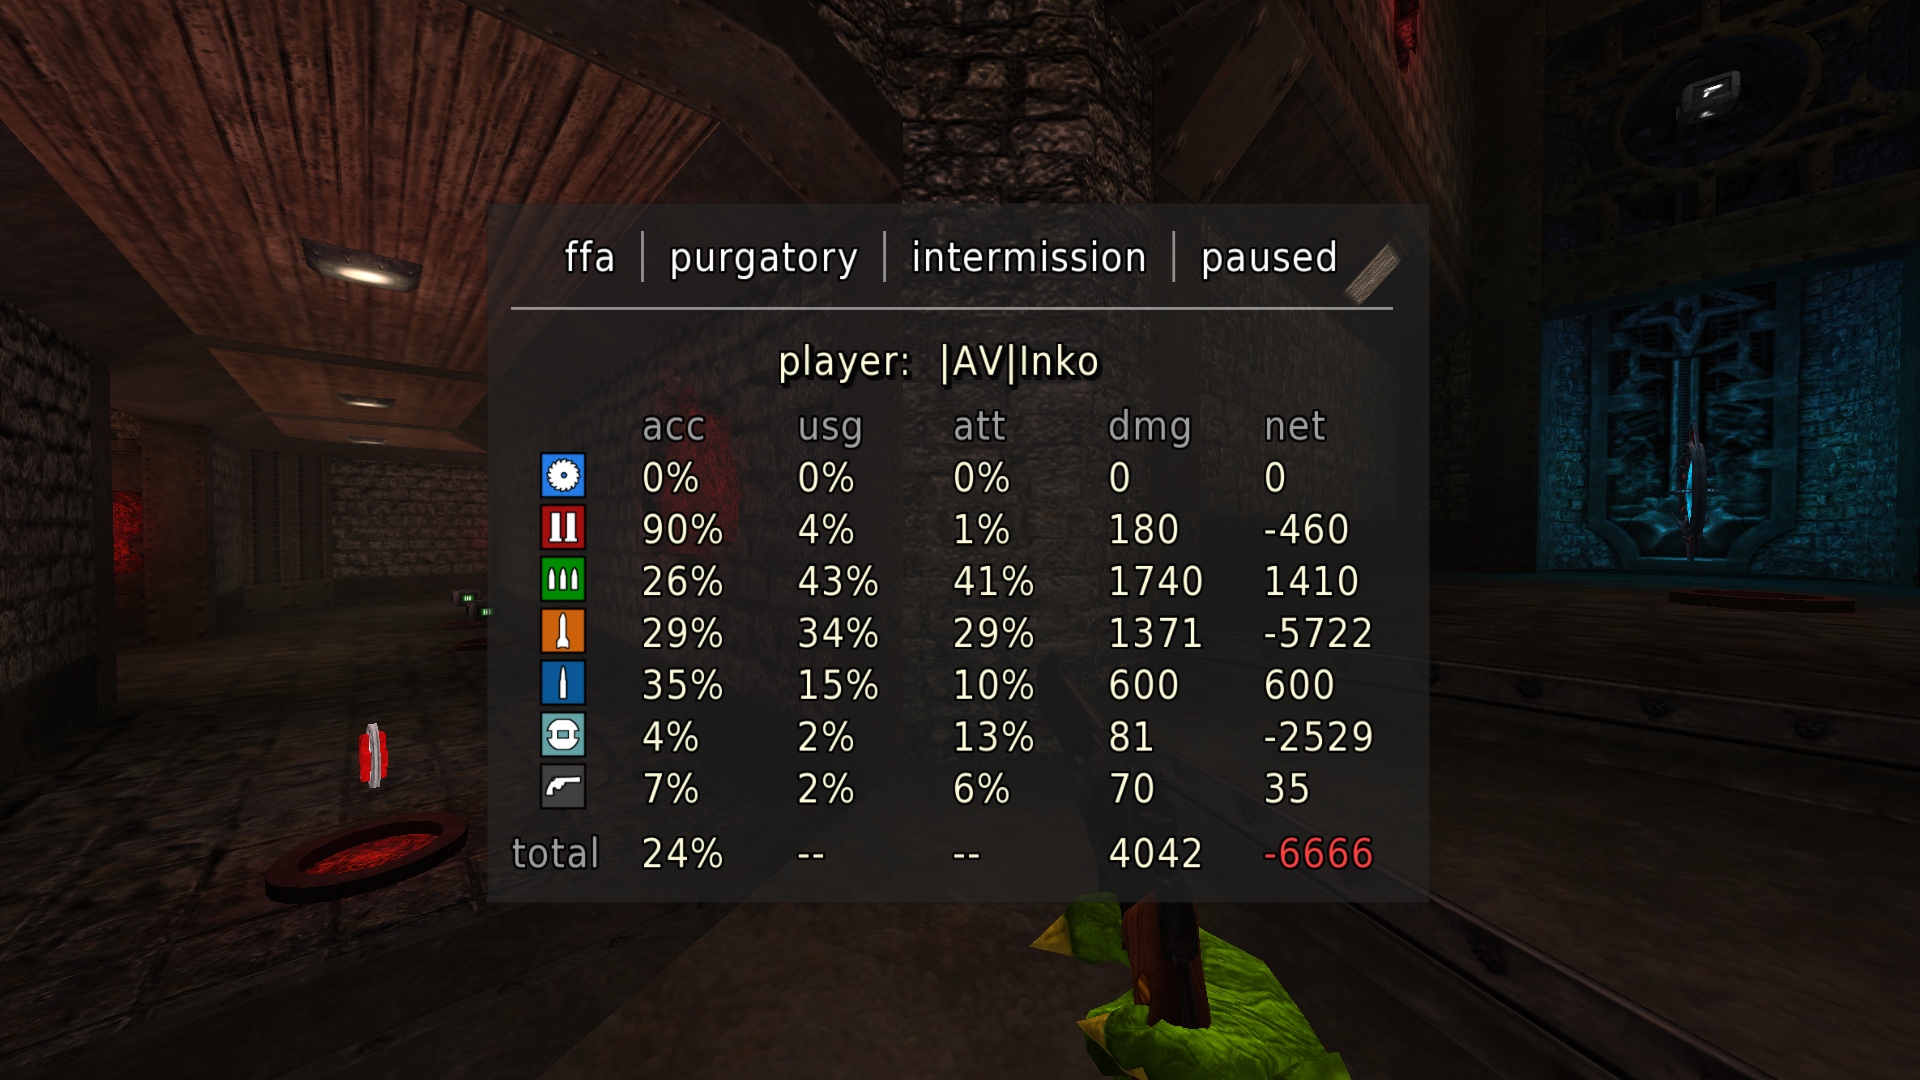 ffa | purgatory | intermission | paused
player: |AV|Inko
acc usg att dmg net
0% 0% 0% 0 0
90% 4% 1% 180 -460
26% 43% 41% 1740 1410
29% 34% 29% 1371 -5722
35% 15% 10% 600 600
4% 2% 13% 81 -2529
7% 2% 6% 70 35
total 24% -- -- 4042 -6666